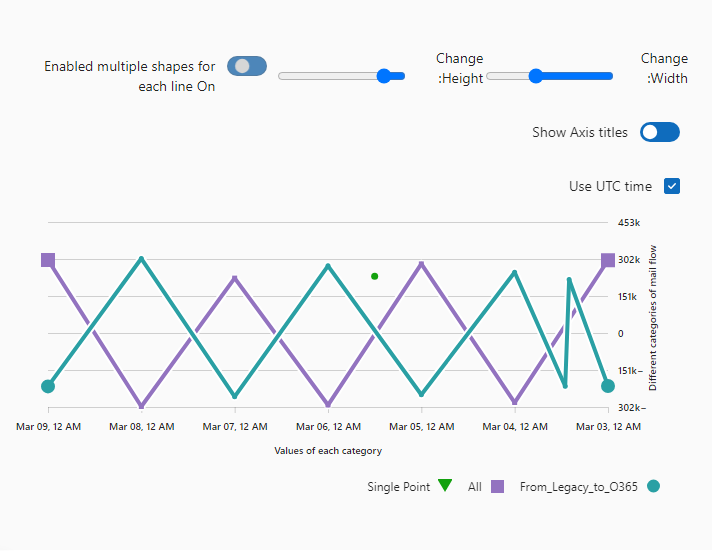 Enabled multiple shapes for
each line On
Change
:Height
Change
:Width
Show Axis titles
Use UTC time
453k
302k
151k
0
151k−
302k−
Different categories of mail flow
Mar 09, 12 AM
Mar 08, 12 AM
Mar 07, 12 AM
Mar 06, 12 AM
Mar 05, 12 AM
Mar 04, 12 AM
Mar 03, 12 AM
Values of each category
Single Point
All
From_Legacy_to_O365